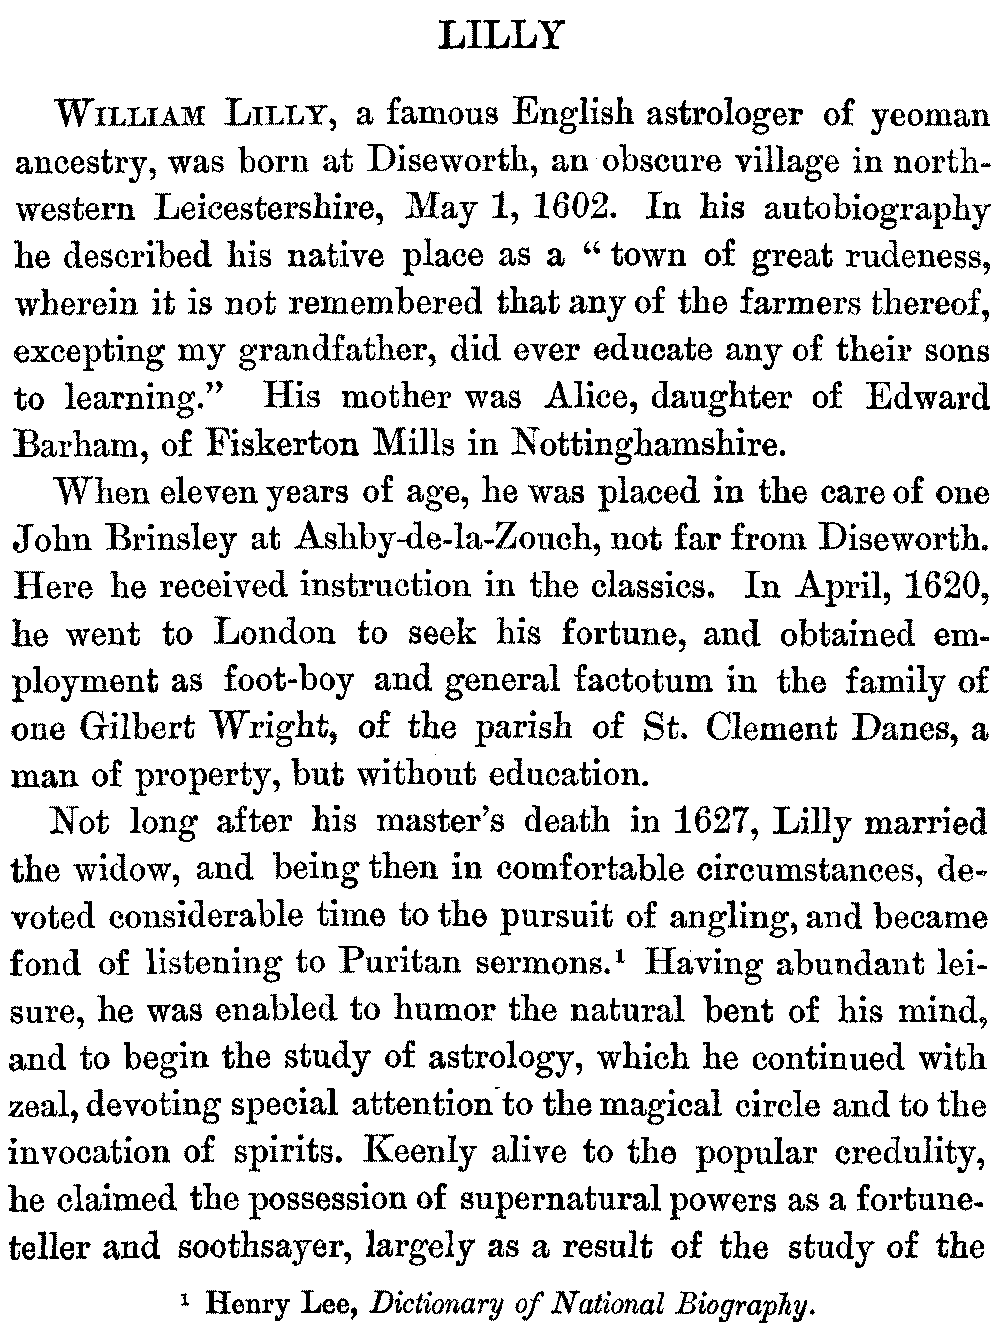 LILLY
WILLIAM LILLY, a famous English astrologer of yeoman
ancestry, was born at Diseworth, an obscure village in north-
western Leicestershire, May 1, 1602. In his autobiography
he described his native place as a “ town of great rudeness,
wherein it is not remembered that any of the farmers thereof,
excepting my grandfather, did ever educate any of their sons
to learning.” His mother was Alice, daughter of Edward
Barham, of Fiskerton Mills in Nottinghamshire.
When eleven years of age, he was placed in the care of one
John Brinsley at Ashby-de-la-Zouch, not far from Diseworth.
Here he received instruction in the classics. In April, 1620,
he went to London to seek his fortune, and obtained em-
ployment as foot-boy and general factotum in the family of
one Gilbert Wright, of the parish of St. Clement Danes, a
man of property, but without education.
Not long after his master’s death in 1627, Lilly married
the widow, and being then in comfortable circumstances, de-
voted considerable time to the pursuit of angling, and became
fond of listening to Puritan sermons.¹ Having abundant lei-
sure, he was enabled to humor the natural bent of his mind,
and to begin the study of astrology, which he continued with
zeal, devoting special attention to the magical circle and to the
invocation of spirits. Keenly alive to the popular credulity,
he claimed the possession of supernatural powers as a fortune-
teller and soothsayer, largely as a result of the study of the
¹ Henry Lee, Dictionary of National Biography.